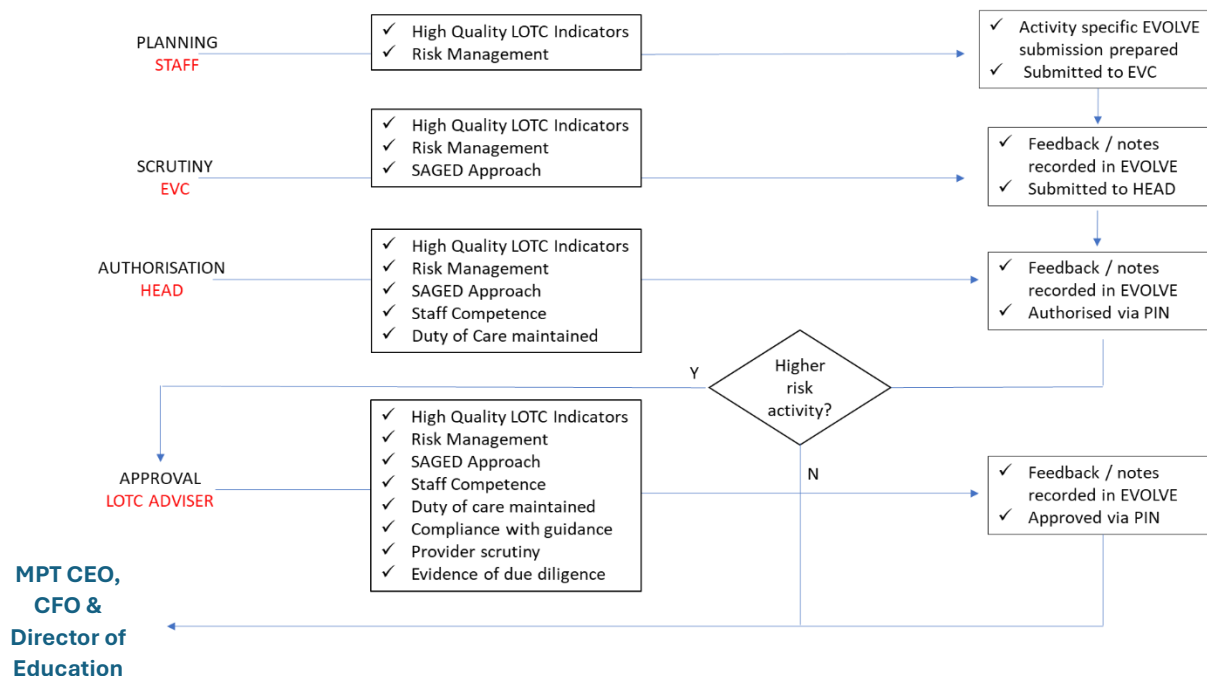 PLANNING
STAFF
✓ High Quality LOTC Indicators
✓ Risk Management
✓ Activity specific EVOLVE
submission prepared
✓ Submitted to EVC
SCRUTINY
EVC
✓ High Quality LOTC Indicators
✓ Risk Management
✓ SAGED Approach
✓ Feedback / notes
recorded in EVOLVE
✓ Submitted to HEAD
AUTHORISATION
HEAD
✓ High Quality LOTC Indicators
✓ Risk Management
✓ SAGED Approach
✓ Staff Competence
✓ Duty of Care maintained
✓ Feedback / notes
recorded in EVOLVE
✓ Authorised via PIN
Higher
risk
activity?
Y
N
APPROVAL
LOTC ADVISER
✓ High Quality LOTC Indicators
✓ Risk Management
✓ SAGED Approach
✓ Staff Competence
✓ Duty of care maintained
✓ Compliance with guidance
✓ Provider scrutiny
✓ Evidence of due diligence
✓ Feedback / notes
recorded in EVOLVE
✓ Approved via PIN
MPT CEO,
CFO &
Director of
Education